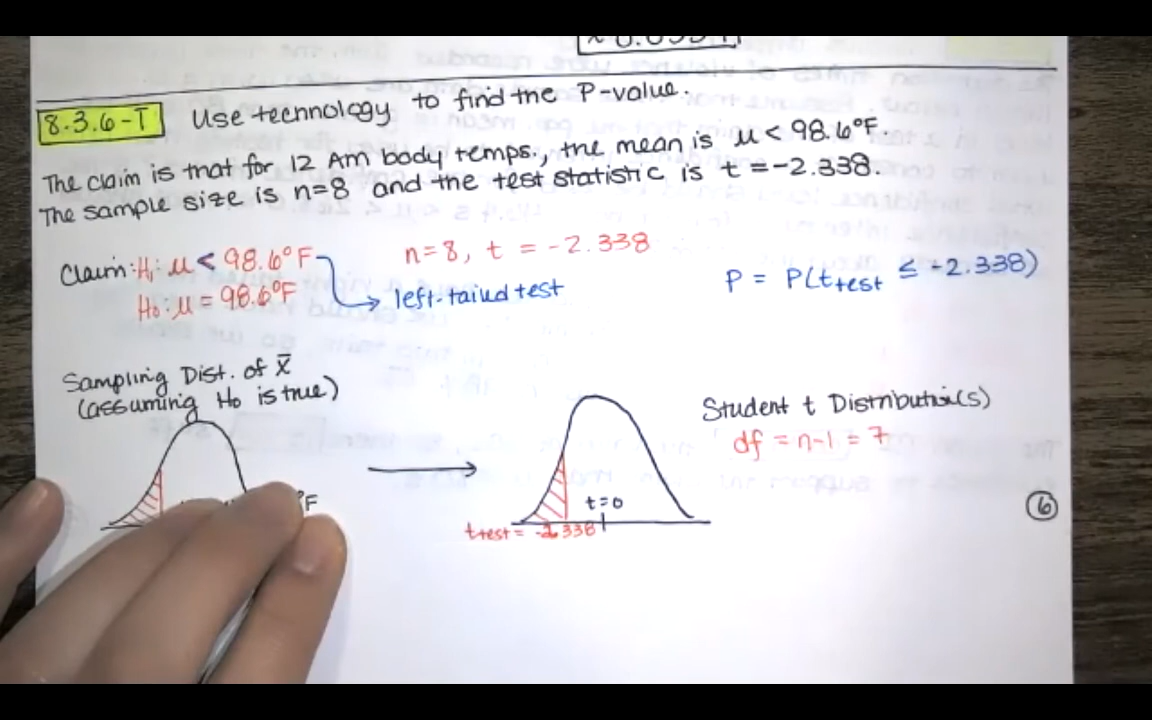 8.3.6-T Use technology to find the P-value.
The claim is that for 12 Am body temps., the mean is μ < 98.6°F
The sample size is n=8 and the test statistic is t = -2.338.
Claim: H₁: μ < 98.6°F
n=8, t = -2.338
P = P(t test ≤ -2.338)
H₀: μ = 98.6°F
left-tailed test
Sampling Dist. of x̄
(assuming H₀ is true)
Student t Distribution(s)
df = n-1 = 7
°F
t=0
t test = -2.338
6